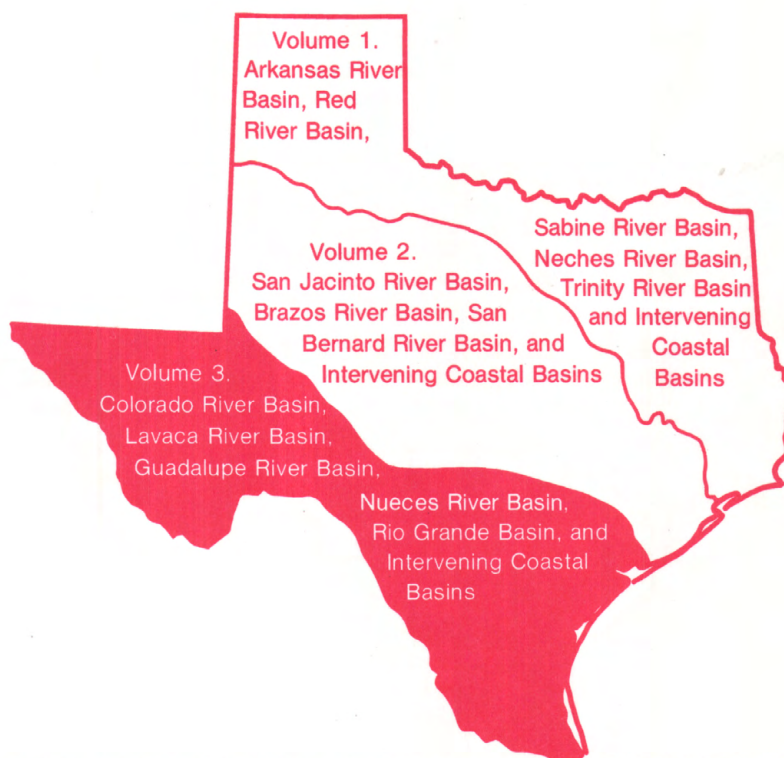 Volume 1.
Arkansas River
Basin, Red
River Basin,
Sabine River Basin,
Neches River Basin,
Trinity River Basin
and Intervening
Coastal
Basins
Volume 2.
San Jacinto River Basin,
Brazos River Basin, San
Bernard River Basin, and
Intervening Coastal Basins
Volume 3.
Colorado River Basin,
Lavaca River Basin,
Guadalupe River Basin,
Nueces River Basin,
Rio Grande Basin, and
Intervening Coastal
Basins